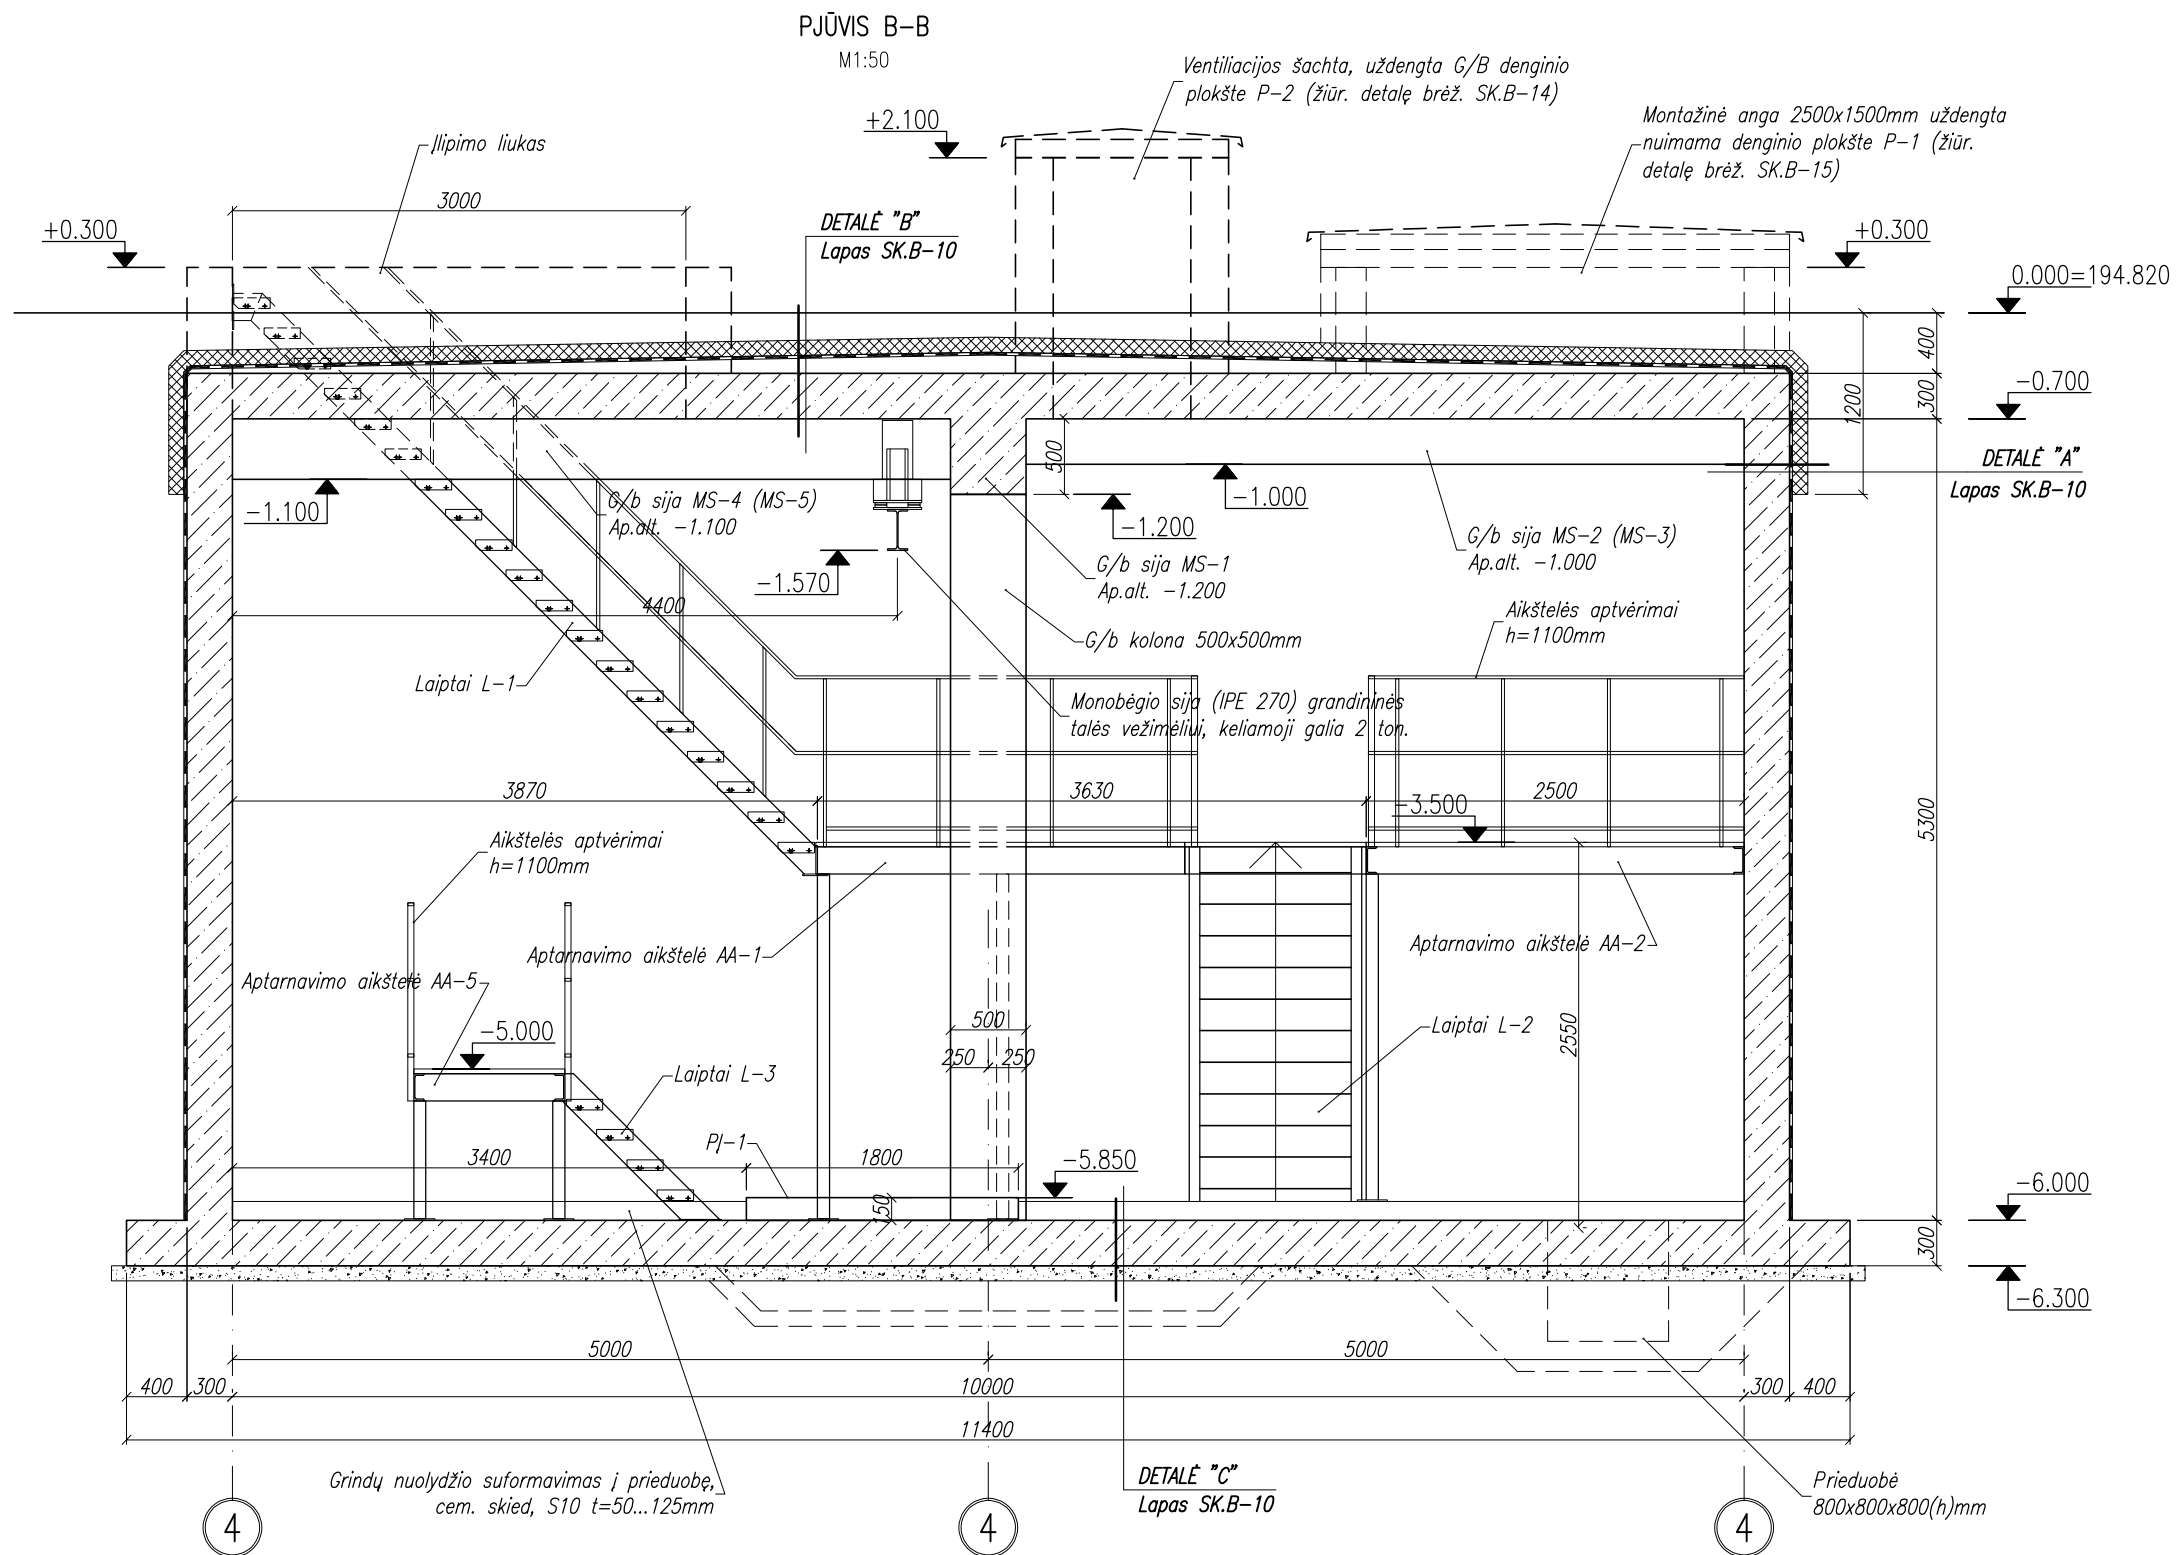 PJŪVIS B-B
M1:50
Ventiliacijos šachta, uždengta G/B denginio
plokšte P-2 (žiūr. detalę brėž. SK.B-14)
Montažinė anga 2500x1500mm uždengta
nuimama denginio plokšte P-1 (žiūr.
detalę brėž. SK.B-15)
+2.100
Įlipimo liukas
3000
DETALĖ "B"
Lapas SK.B-10
+0.300
+0.300
0.000=194.820
400
300
1200
-0.700
500
DETALĖ "A"
Lapas SK.B-10
-1.100
G/b sija MS-4 (MS-5)
Ap.alt. -1.100
-1.000
-1.200
G/b sija MS-2 (MS-3)
Ap.alt. -1.000
-1.570
G/b sija MS-1
Ap.alt. -1.200
4400
Aikštelės aptvėrimai
h=1100mm
G/b kolona 500x500mm
Laiptai L-1
Monobėgio sija (IPE 270) grandininės
talės vežimėliui, keliamoji galia 2 ton.
3870
3630
2500
-3.500
5300
Aikštelės aptvėrimai
h=1100mm
Aptarnavimo aikštelė AA-1
Aptarnavimo aikštelė AA-2
Aptarnavimo aikštelė AA-5
-5.000
500
250
250
Laiptai L-2
2550
Laiptai L-3
PĮ-1
3400
1800
-5.850
150
-6.000
300
-6.300
5000
5000
400
300
10000
300
400
11400
Grindų nuolydžio suformavimas į prieduobę,
cem. skied, S10 t=50...125mm
DETALĖ "C"
Lapas SK.B-10
Prieduobė
800x800x800(h)mm
4
4
4